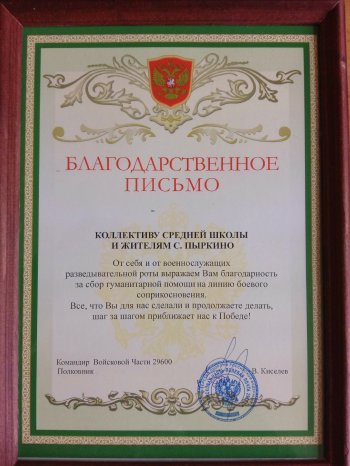 БЛАГОДАРСТВЕННОЕ
ПИСЬМО
КОЛЛЕКТИВУ СРЕДНЕЙ ШКОЛЫ
И ЖИТЕЛЯМ С. ПЫРКИНО
От себя и от военнослужащих
разведывательной роты выражаем Вам благодарность
за сбор гуманитарной помощи на линию боевого
соприкосновения.
Все, что Вы для нас сделали и продолжаете делать,
шаг за шагом приближает нас к Победе!
Командир Войсковой Части 29600
Полковник В. Киселев